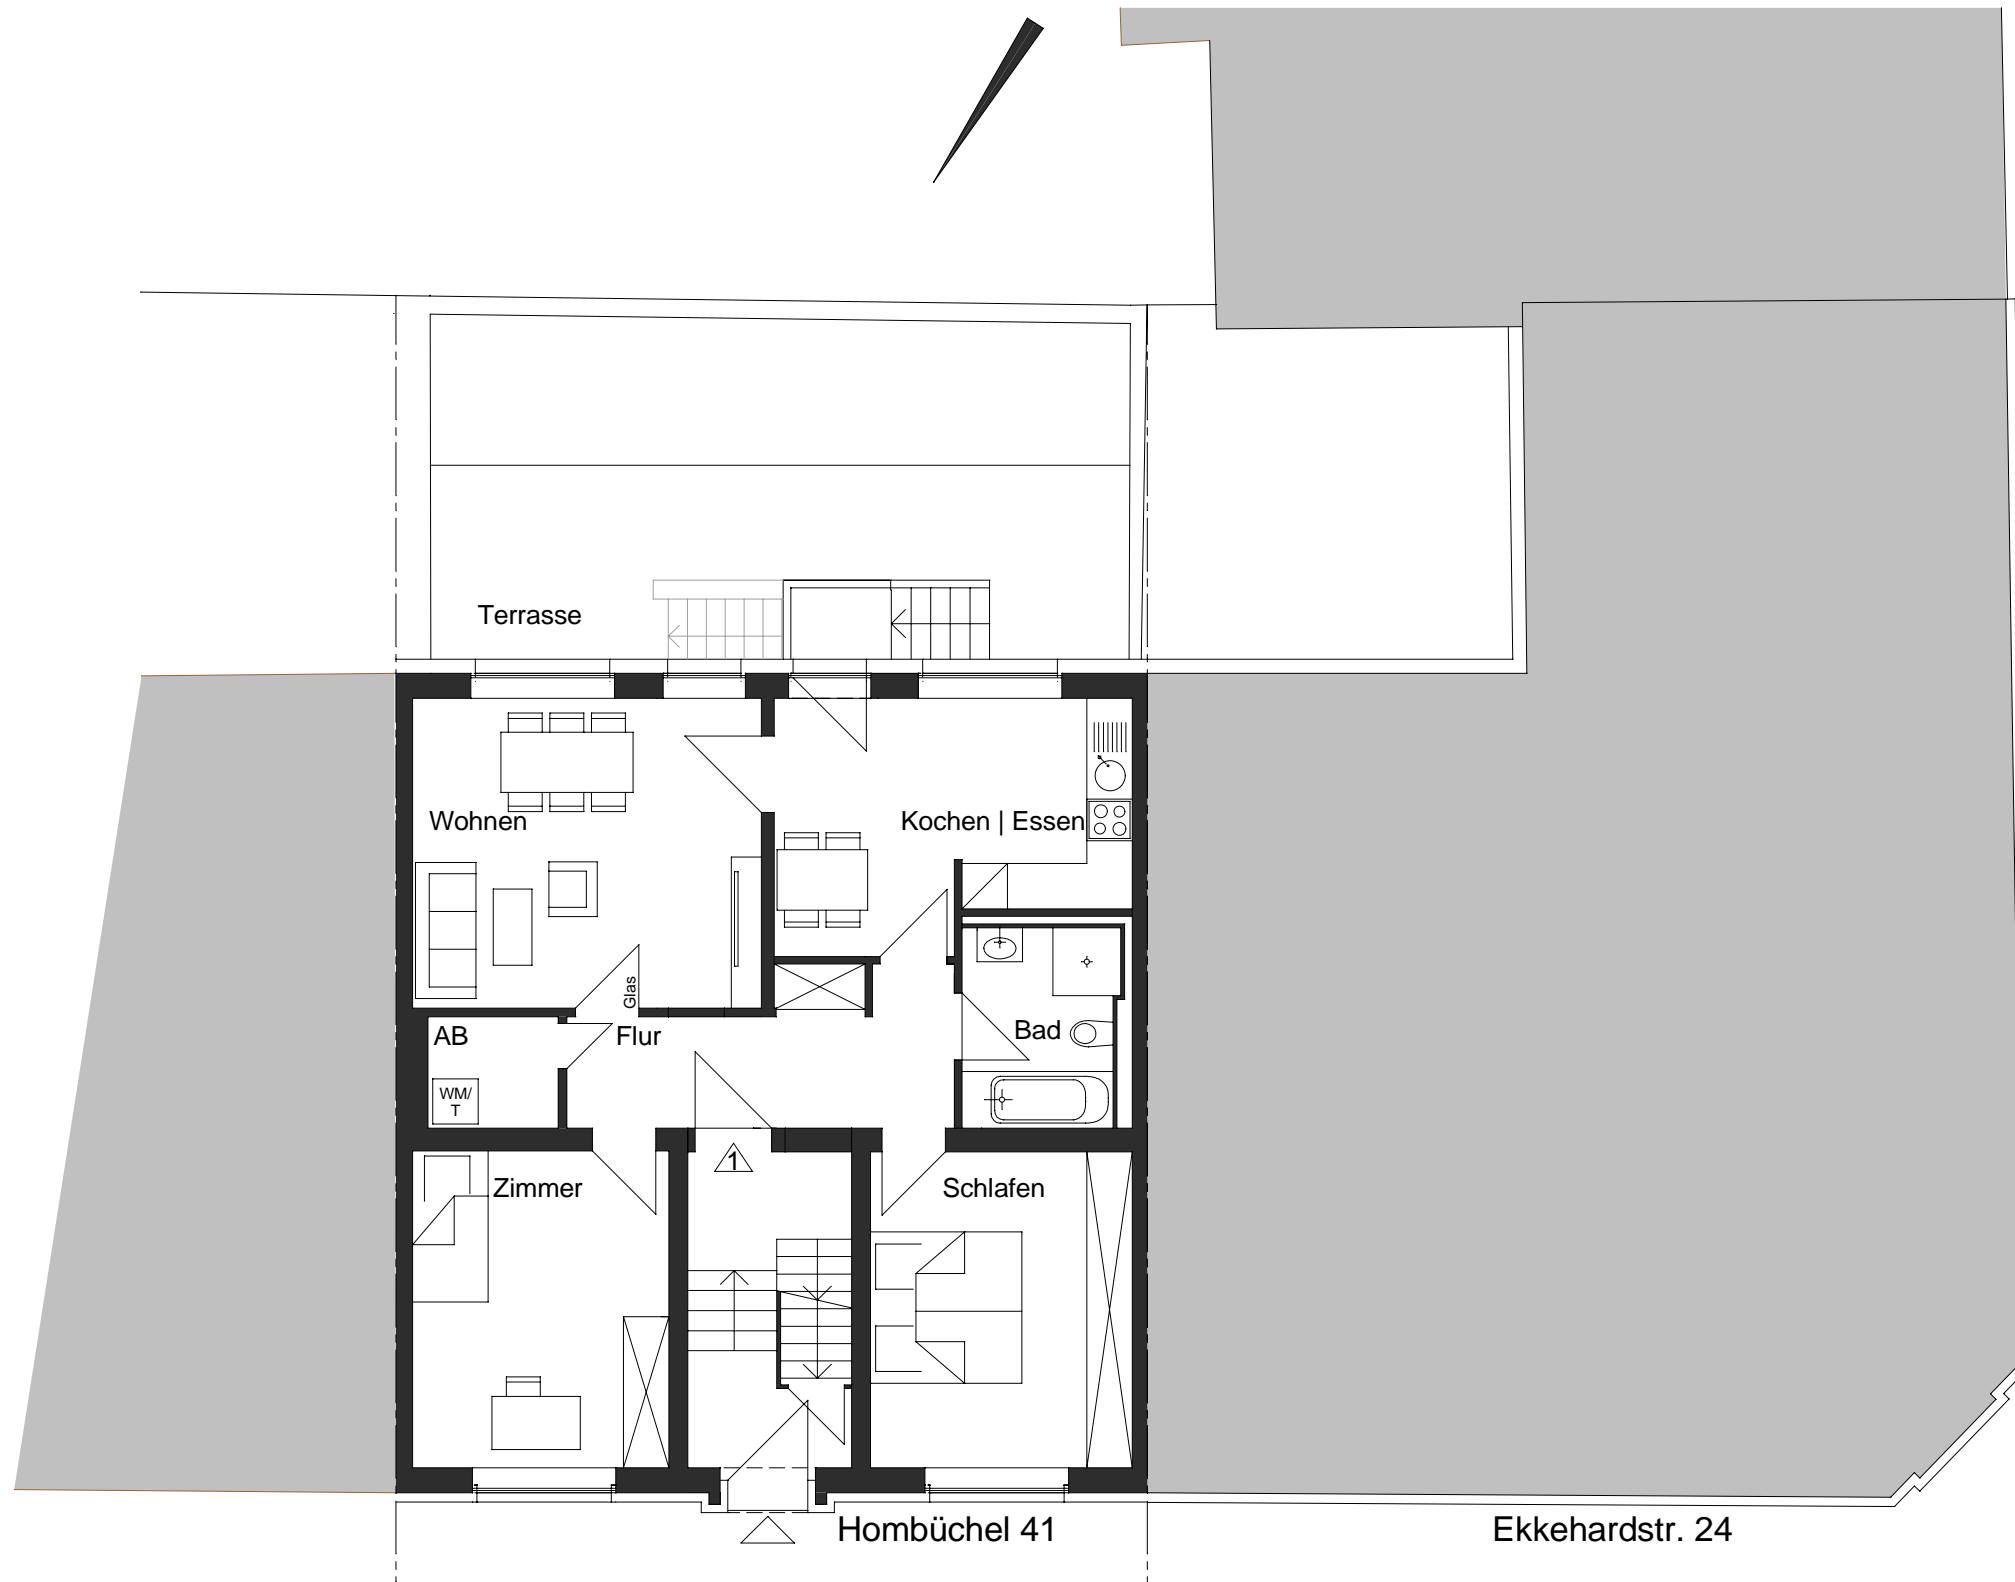 Terrasse
Wohnen
Kochen | Essen
Glas
AB
Flur
Bad
WM/
T
1
Zimmer
Schlafen
Hombüchel 41
Ekkehardstr. 24